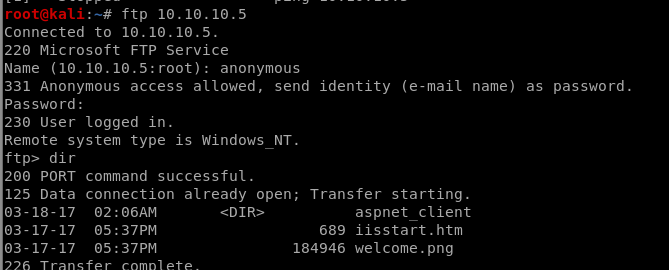 root@kali:~# ftp 10.10.10.5
Connected to 10.10.10.5.
220 Microsoft FTP Service
Name (10.10.10.5:root): anonymous
331 Anonymous access allowed, send identity (e-mail name) as password.
Password:
230 User logged in.
Remote system type is Windows_NT.
ftp> dir
200 PORT command successful.
125 Data connection already open; Transfer starting.
03-18-17  02:06AM       <DIR>          aspnet_client
03-17-17  05:37PM                  689 iisstart.htm
03-17-17  05:37PM               184946 welcome.png
226 Transfer complete.